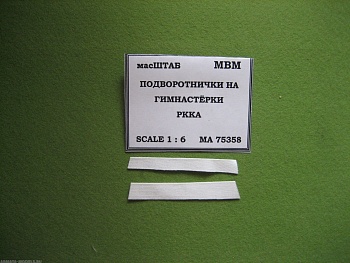 масШТАБ МВМ
ПОДВОРОТНИЧКИ НА
ГИМНАСТЁРКИ
РККА
SCALE 1 : 6 МА 75358